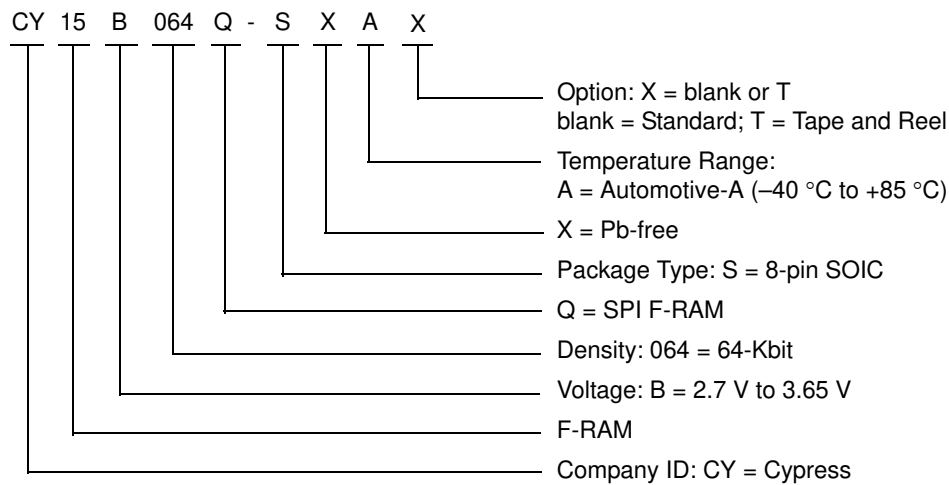 CY 15 B 064 Q - S X A X
Option: X = blank or T
blank = Standard; T = Tape and Reel
Temperature Range:
A = Automotive-A (–40 °C to +85 °C)
X = Pb-free
Package Type: S = 8-pin SOIC
Q = SPI F-RAM
Density: 064 = 64-Kbit
Voltage: B = 2.7 V to 3.65 V
F-RAM
Company ID: CY = Cypress